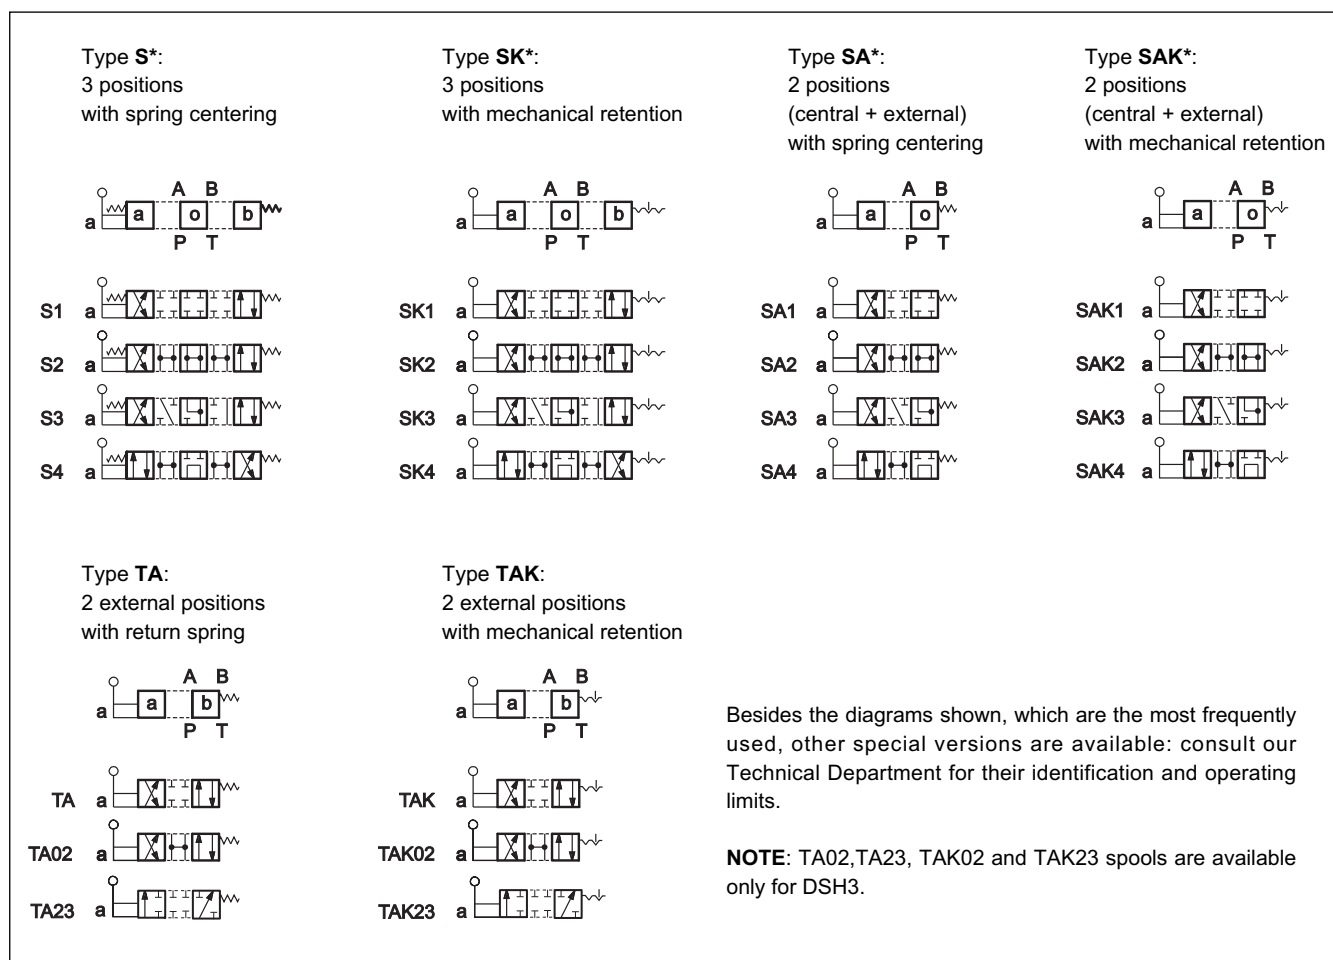 Type S*:
3 positions
with spring centering
A B
a a o b
P T
S1 a
S2 a
S3 a
S4 a
Type SK*:
3 positions
with mechanical retention
A B
a a o b
P T
SK1 a
SK2 a
SK3 a
SK4 a
Type SA*:
2 positions
(central + external)
with spring centering
A B
a a o
P T
SA1 a
SA2 a
SA3 a
SA4 a
Type SAK*:
2 positions
(central + external)
with mechanical retention
A B
a a o
P T
SAK1 a
SAK2 a
SAK3 a
SAK4 a
Type TA:
2 external positions
with return spring
A B
a a b
P T
TA a
TA02 a
TA23 a
Type TAK:
2 external positions
with mechanical retention
A B
a a b
P T
TAK a
TAK02 a
TAK23 a
Besides the diagrams shown, which are the most frequently
used, other special versions are available: consult our
Technical Department for their identification and operating
limits.
NOTE: TA02,TA23, TAK02 and TAK23 spools are available
only for DSH3.